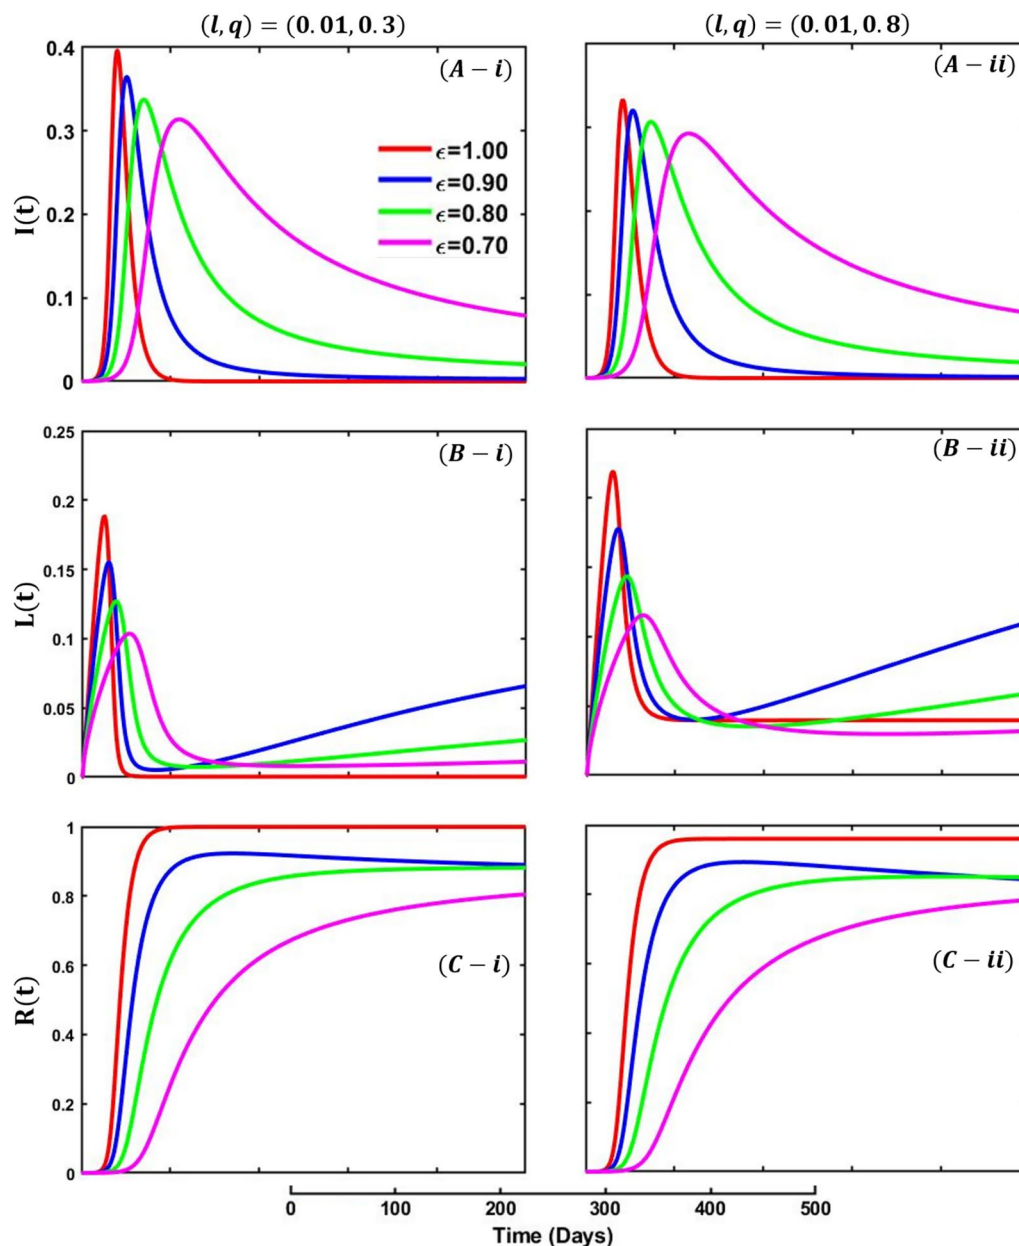 (l, q) = (0.01, 0.3)
(l, q) = (0.01, 0.8)
0.4
0.3
0.2
0.1
0
I(t)
(A − i)
ϵ=1.00
ϵ=0.90
ϵ=0.80
ϵ=0.70
(A − ii)
0.25
0.2
0.15
0.1
0.05
0
L(t)
(B − i)
(B − ii)
1
0.8
0.6
0.4
0.2
0
R(t)
(C − i)
(C − ii)
0 100 200 300 400 500
Time (Days)